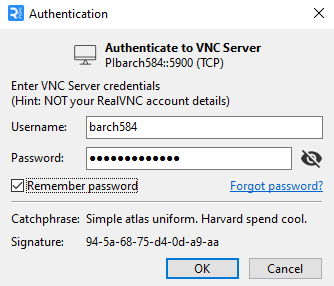 Authentication
Authenticate to VNC Server
PIbarch584::5900 (TCP)
Enter VNC Server credentials
(Hint: NOT your RealVNC account details)
Username: barch584
Password: ●●●●●●●●●●●●●
Remember password Forgot password?
Catchphrase: Simple atlas uniform. Harvard spend cool.
Signature: 94-5a-68-75-d4-0d-a9-aa
OK Cancel